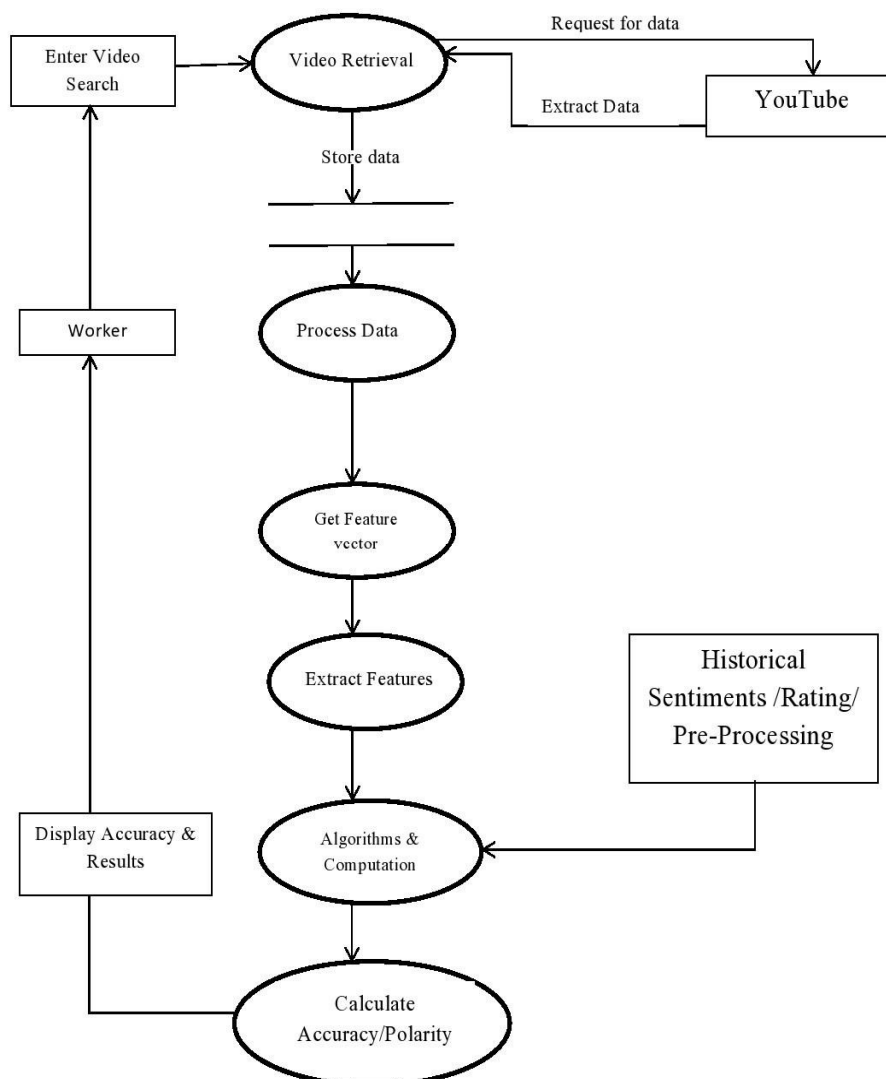 Enter Video
Search
Video Retrieval
Request for data
Extract Data
YouTube
Store data
Process Data
Worker
Get Feature
vector
Extract Features
Historical
Sentiments /Rating/
Pre-Processing
Display Accuracy &
Results
Algorithms &
Computation
Calculate
Accuracy/Polarity